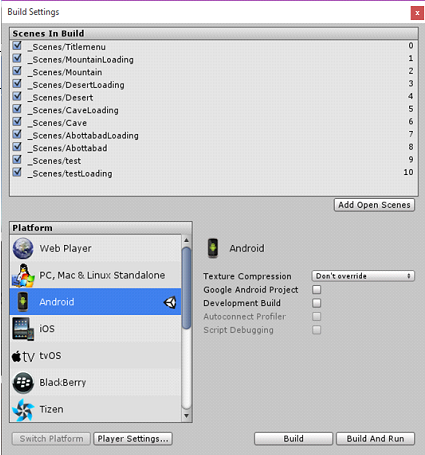 Build Settings
x
Scenes In Build
_Scenes/Titlemenu 0
_Scenes/MountainLoading 1
_Scenes/Mountain 2
_Scenes/DesertLoading 3
_Scenes/Desert 4
_Scenes/CaveLoading 5
_Scenes/Cave 6
_Scenes/AbottabadLoading 7
_Scenes/Abottabad 8
_Scenes/test 9
_Scenes/testLoading 10
Add Open Scenes
Platform
Web Player
PC, Mac & Linux Standalone
Android
iOS
tv tvOS
BlackBerry
Tizen
Android
Texture Compression Don't override
Google Android Project
Development Build
Autoconnect Profiler
Script Debugging
Switch Platform Player Settings... Build Build And Run